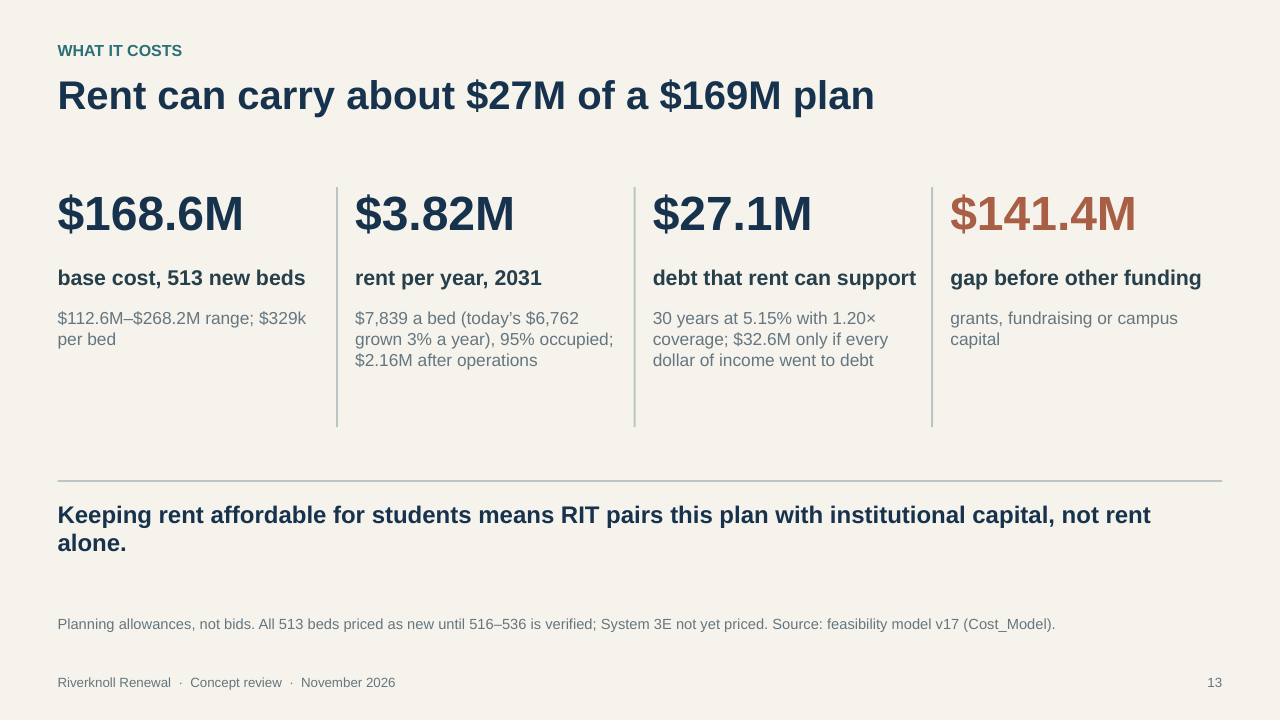 WHAT IT COSTS
Rent can carry about $27M of a $169M plan
$168.6M
base cost, 513 new beds
$112.6M–$268.2M range; $329k
per bed
$3.82M
rent per year, 2031
$7,839 a bed (today’s $6,762
grown 3% a year), 95% occupied;
$2.16M after operations
$27.1M
debt that rent can support
30 years at 5.15% with 1.20×
coverage; $32.6M only if every
dollar of income went to debt
$141.4M
gap before other funding
grants, fundraising or campus
capital
Keeping rent affordable for students means RIT pairs this plan with institutional capital, not rent
alone.
Planning allowances, not bids. All 513 beds priced as new until 516–536 is verified; System 3E not yet priced. Source: feasibility model v17 (Cost_Model).
Riverknoll Renewal · Concept review · November 2026
13